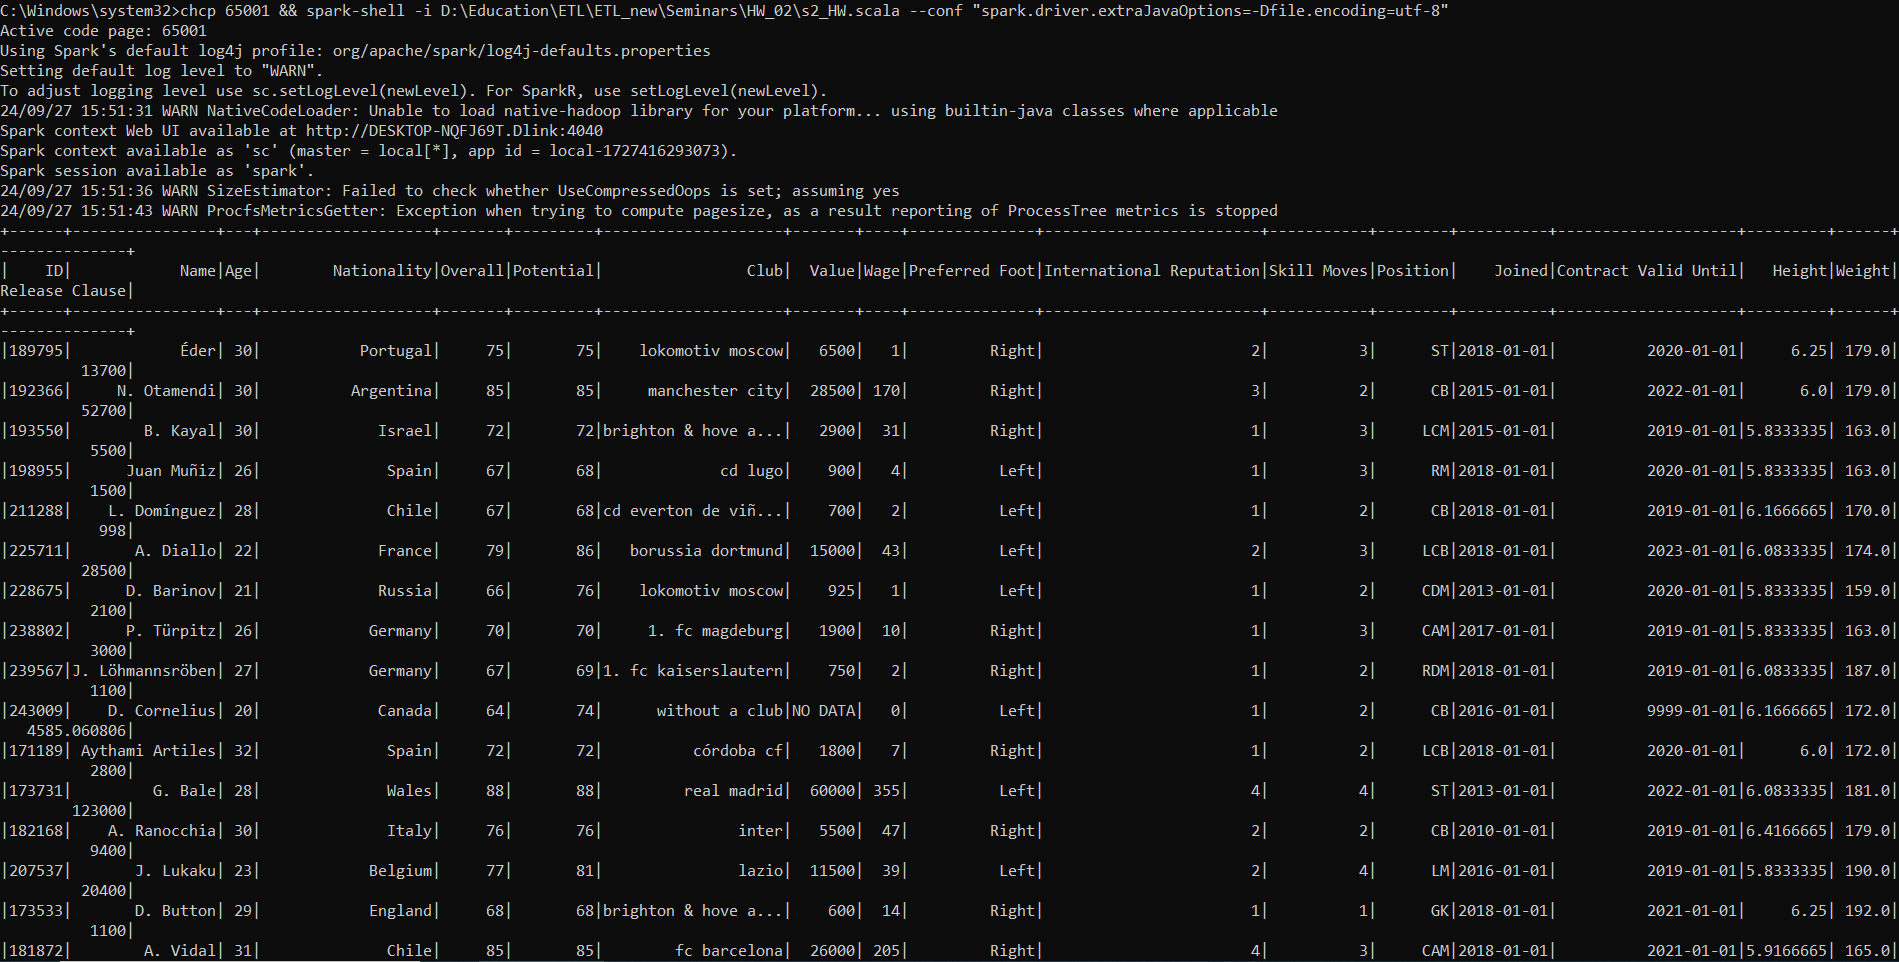 C:\Windows\system32>chcp 65001 && spark-shell -i D:\Education\ETL\ETL_new\Seminars\HW_02\s2_HW.scala --conf "spark.driver.extraJavaOptions=-Dfile.encoding=utf-8"
Active code page: 65001
Using Spark's default log4j profile: org/apache/spark/log4j-defaults.properties
Setting default log level to "WARN".
To adjust logging level use sc.setLogLevel(newLevel). For SparkR, use setLogLevel(newLevel).
24/09/27 15:51:31 WARN NativeCodeLoader: Unable to load native-hadoop library for your platform... using builtin-java classes where applicable
Spark context Web UI available at http://DESKTOP-NQFJ69T.Dlink:4040
Spark context available as 'sc' (master = local[*], app id = local-1727416293073).
Spark session available as 'spark'.
24/09/27 15:51:36 WARN SizeEstimator: Failed to check whether UseCompressedOops is set; assuming yes
24/09/27 15:51:43 WARN ProcfsMetricsGetter: Exception when trying to compute pagesize, as a result reporting of ProcessTree metrics is stopped
+------+----------------+---+-------------------+-------+---------+--------------------+-------+----+--------------+------------------------+-----------+--------+----------+--------------------+---------+------+
--------------+
|    ID|            Name|Age|        Nationality|Overall|Potential|                Club|  Value|Wage|Preferred Foot|International Reputation|Skill Moves|Position|    Joined|Contract Valid Until|   Height|Weight|
Release Clause|
+------+----------------+---+-------------------+-------+---------+--------------------+-------+----+--------------+------------------------+-----------+--------+----------+--------------------+---------+------+
--------------+
|189795|            Éder| 30|           Portugal|     75|       75|    lokomotiv moscow|   6500|   1|         Right|                       2|          3|      ST|2018-01-01|          2020-01-01|     6.25| 179.0|
         13700|
|192366|     N. Otamendi| 30|          Argentina|     85|       85|     manchester city|  28500| 170|         Right|                       3|          2|      CB|2015-01-01|          2022-01-01|      6.0| 179.0|
         52700|
|193550|        B. Kayal| 30|             Israel|     72|       72|brighton & hove a...|   2900|  31|         Right|                       1|          3|     LCM|2015-01-01|          2019-01-01|5.8333335| 163.0|
          5500|
|198955|      Juan Muñiz| 26|              Spain|     67|       68|             cd lugo|    900|   4|          Left|                       1|          3|      RM|2018-01-01|          2020-01-01|5.8333335| 163.0|
          1500|
|211288|    L. Domínguez| 28|              Chile|     67|       68|cd everton de viñ...|    700|   2|          Left|                       1|          2|      CB|2018-01-01|          2019-01-01|6.1666665| 170.0|
           998|
|225711|       A. Diallo| 22|             France|     79|       86|   borussia dortmund|  15000|  43|          Left|                       2|          3|     LCB|2018-01-01|          2023-01-01|6.0833335| 174.0|
         28500|
|228675|      D. Barinov| 21|             Russia|     66|       76|    lokomotiv moscow|    925|   1|          Left|                       1|          2|     CDM|2013-01-01|          2020-01-01|5.8333335| 159.0|
          2100|
|238802|      P. Türpitz| 26|            Germany|     70|       70|     1. fc magdeburg|   1900|  10|         Right|                       1|          3|     CAM|2017-01-01|          2019-01-01|5.8333335| 163.0|
          3000|
|239567|J. Löhmannsröben| 27|            Germany|     67|       69|1. fc kaiserslautern|    750|   2|         Right|                       1|          2|     RDM|2018-01-01|          2019-01-01|6.0833335| 187.0|
          1100|
|243009|    D. Cornelius| 20|             Canada|     64|       74|      without a club|NO DATA|   0|          Left|                       1|          2|      CB|2016-01-01|          9999-01-01|6.1666665| 172.0|
   4585.060806|
|171189| Aythami Artiles| 32|              Spain|     72|       72|          córdoba cf|   1800|   7|         Right|                       1|          2|     LCB|2018-01-01|          2020-01-01|      6.0| 172.0|
          2800|
|173731|         G. Bale| 28|              Wales|     88|       88|         real madrid|  60000| 355|          Left|                       4|          4|      ST|2013-01-01|          2022-01-01|6.0833335| 181.0|
        123000|
|182168|    A. Ranocchia| 30|              Italy|     76|       76|               inter|   5500|  47|         Right|                       2|          2|      CB|2010-01-01|          2019-01-01|6.4166665| 179.0|
          9400|
|207537|       J. Lukaku| 23|            Belgium|     77|       81|               lazio|  11500|  39|          Left|                       2|          4|      LM|2016-01-01|          2019-01-01|5.8333335| 190.0|
         20400|
|173533|       D. Button| 29|            England|     68|       68|brighton & hove a...|    600|  14|         Right|                       1|          1|      GK|2018-01-01|          2021-01-01|     6.25| 192.0|
          1100|
|181872|        A. Vidal| 31|              Chile|     85|       85|        fc barcelona|  26000| 205|         Right|                       4|          3|     CAM|2018-01-01|          2021-01-01|5.9166665| 165.0|